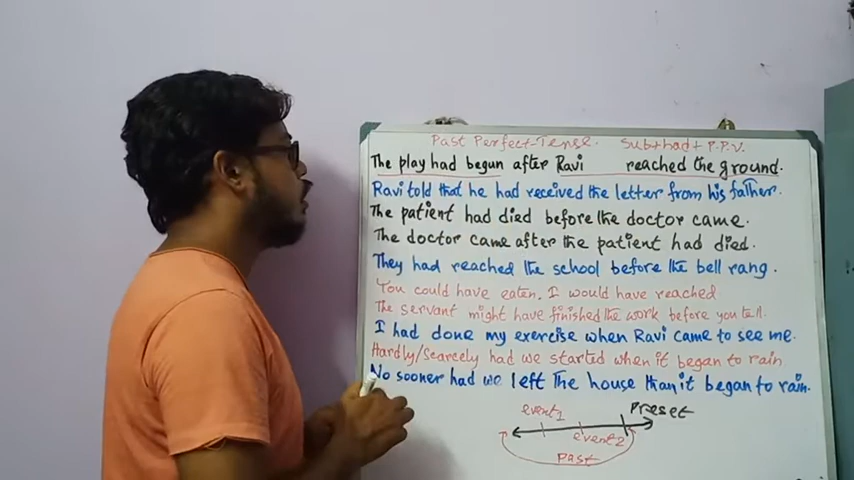 Past Perfect-Tense. Sub+had+P.P.V.
The play had begun after Ravi reached the ground.
Ravi told that he had received the letter from his father.
The patient had died before the doctor came.
The doctor came after the patient had died.
They had reached the school before the bell rang.
You could have eaten. I would have reached
The servant might have finished the work before you tell.
I had done my exercise when Ravi came to see me.
Hardly/Scarcely had we started when it began to rain.
No sooner had we left the house than it began to rain.
event1 Preset
event2
Past